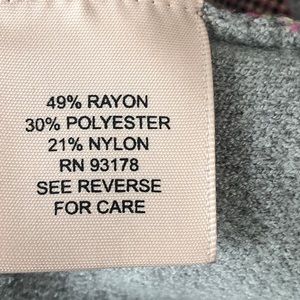 49% RAYON
30% POLYESTER
21% NYLON
RN 93178
SEE REVERSE
FOR CARE